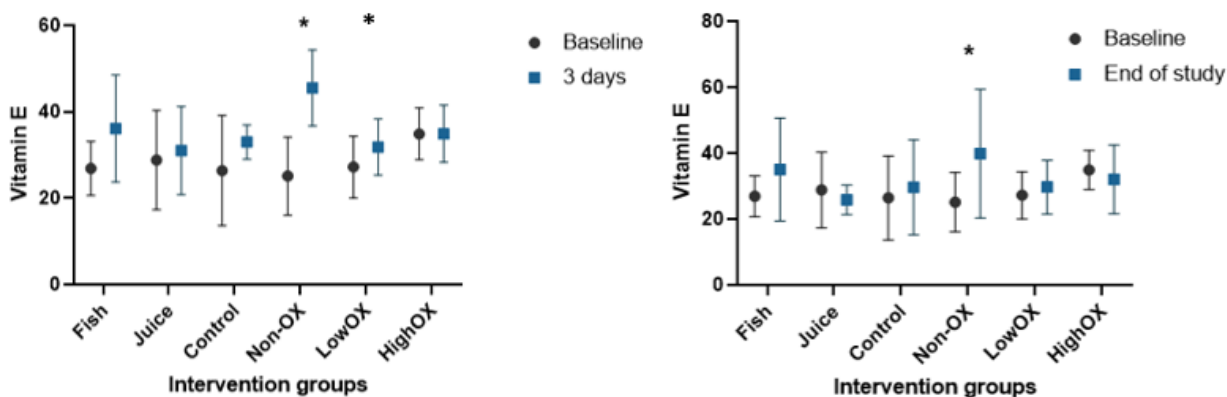 60
40
20
0
Vitamin E
*
*
Baseline
3 days
Fish
Juice
Control
Non-OX
LowOX
HighOX
Intervention groups
80
60
40
20
0
Vitamin E
*
Baseline
End of study
Fish
Juice
Control
Non-OX
LowOX
HighOX
Intervention groups